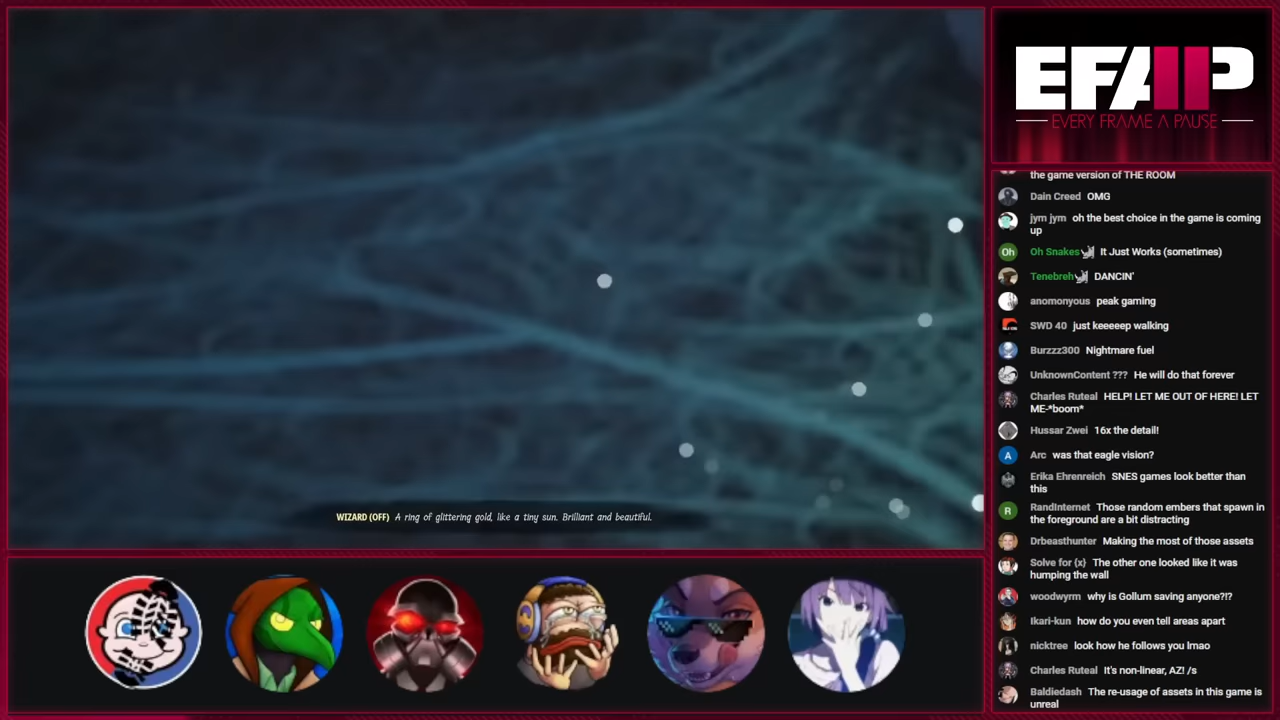 EFAP
EVERY FRAME A PAUSE
the game version of THE ROOM
Dain Creed OMG
jym jym oh the best choice in the game is coming
up
Oh
Oh Snakes It Just Works (sometimes)
Tenebreh DANCIN'
anomonyous peak gaming
SWD 40 just keeeeep walking
Burzzz300 Nightmare fuel
UnknownContent ??? He will do that forever
Charles Ruteal HELP! LET ME OUT OF HERE! LET
ME-*boom*
Hussar Zwei 16x the detail!
A
Arc was that eagle vision?
Erika Ehrenreich SNES games look better than
this
R
RandInternet Those random embers that spawn in
the foreground are a bit distracting
Drbeasthunter Making the most of those assets
Solve for (x) The other one looked like it was
humping the wall
woodwyrm why is Gollum saving anyone?!?
Ikari-kun how do you even tell areas apart
nicktree look how he follows you lmao
Charles Ruteal It's non-linear, AZ! /s
Baldiedash The re-usage of assets in this game is
unreal
WIZARD (OFF) A ring of glittering gold, like a tiny sun. Brilliant and beautiful.